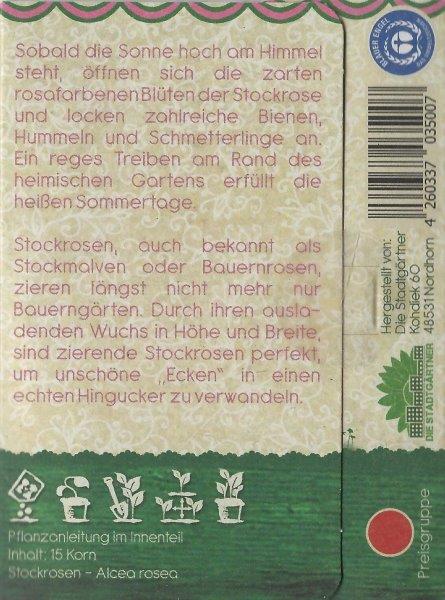 Sobald die Sonne hoch am Himmel
steht, öffnen sich die zarten
rosafarbenen Blüten der Stockrose
und locken zahlreiche Bienen,
Hummeln und Schmetterlinge an.
Ein reges Treiben am Rand des
heimischen Gartens erfüllt die
heißen Sommertage.
Stockrosen, auch bekannt als
Stockmalven oder Bauernrosen,
zieren längst nicht mehr nur
Bauerngärten. Durch ihren ausla-
denden Wuchs in Höhe und Breite,
sind zierende Stockrosen perfekt,
um unschöne „Ecken" in einen
echten Hingucker zu verwandeln.
Pflanzanleitung im Innenteil
Inhalt: 15 Korn
Stockrosen – Alcea rosea
BLAUER ENGEL
4 260337 035007
Hergestellt von:
Die Stadtgärtner
Kohdiek 60
48531 Nordhorn
DIE STADTGÄRTNER
Preisgruppe